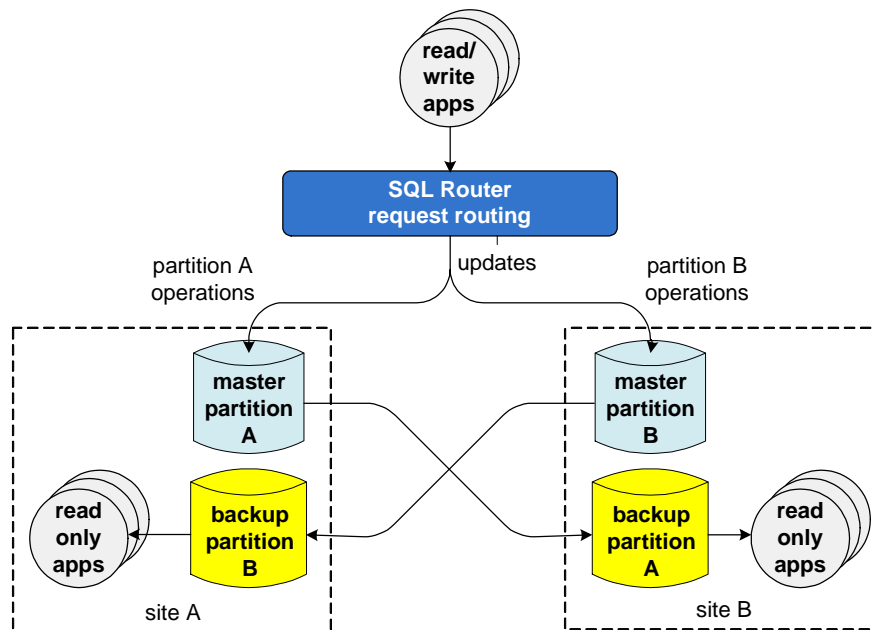 read/
write
apps
SQL Router
request routing
updates
partition A
operations
partition B
operations
master
partition
A
master
partition
B
read
only
apps
backup
partition
B
backup
partition
A
read
only
apps
site A
site B